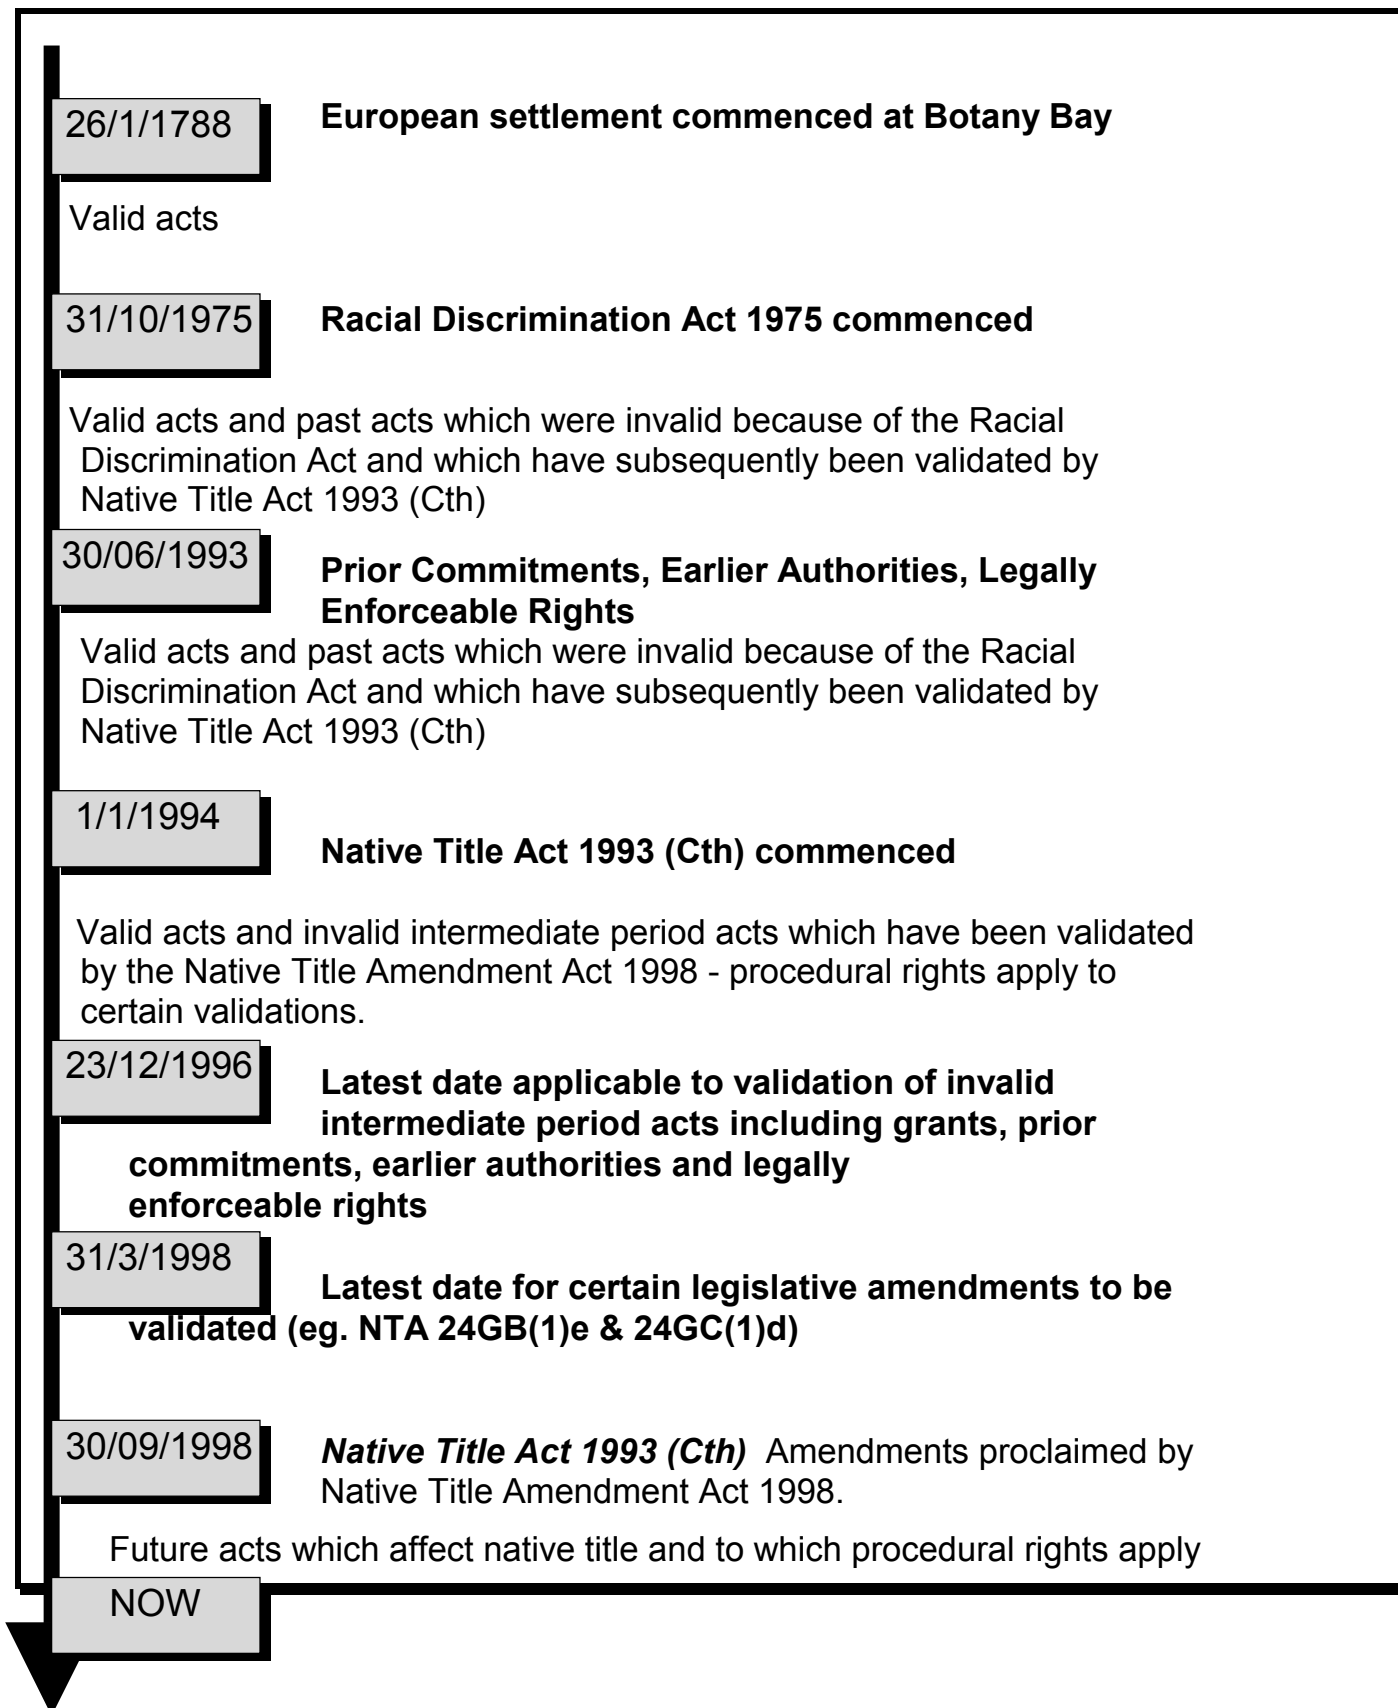 26/1/1788
European settlement commenced at Botany Bay
Valid acts
31/10/1975
Racial Discrimination Act 1975 commenced
Valid acts and past acts which were invalid because of the Racial
Discrimination Act and which have subsequently been validated by
Native Title Act 1993 (Cth)
30/06/1993
Prior Commitments, Earlier Authorities, Legally
Enforceable Rights
Valid acts and past acts which were invalid because of the Racial
Discrimination Act and which have subsequently been validated by
Native Title Act 1993 (Cth)
1/1/1994
Native Title Act 1993 (Cth) commenced
Valid acts and invalid intermediate period acts which have been validated
by the Native Title Amendment Act 1998 - procedural rights apply to
certain validations.
23/12/1996
Latest date applicable to validation of invalid
intermediate period acts including grants, prior
commitments, earlier authorities and legally
enforceable rights
31/3/1998
Latest date for certain legislative amendments to be
validated (eg. NTA 24GB(1)e & 24GC(1)d)
30/09/1998
Native Title Act 1993 (Cth) Amendments proclaimed by
Native Title Amendment Act 1998.
Future acts which affect native title and to which procedural rights apply
NOW